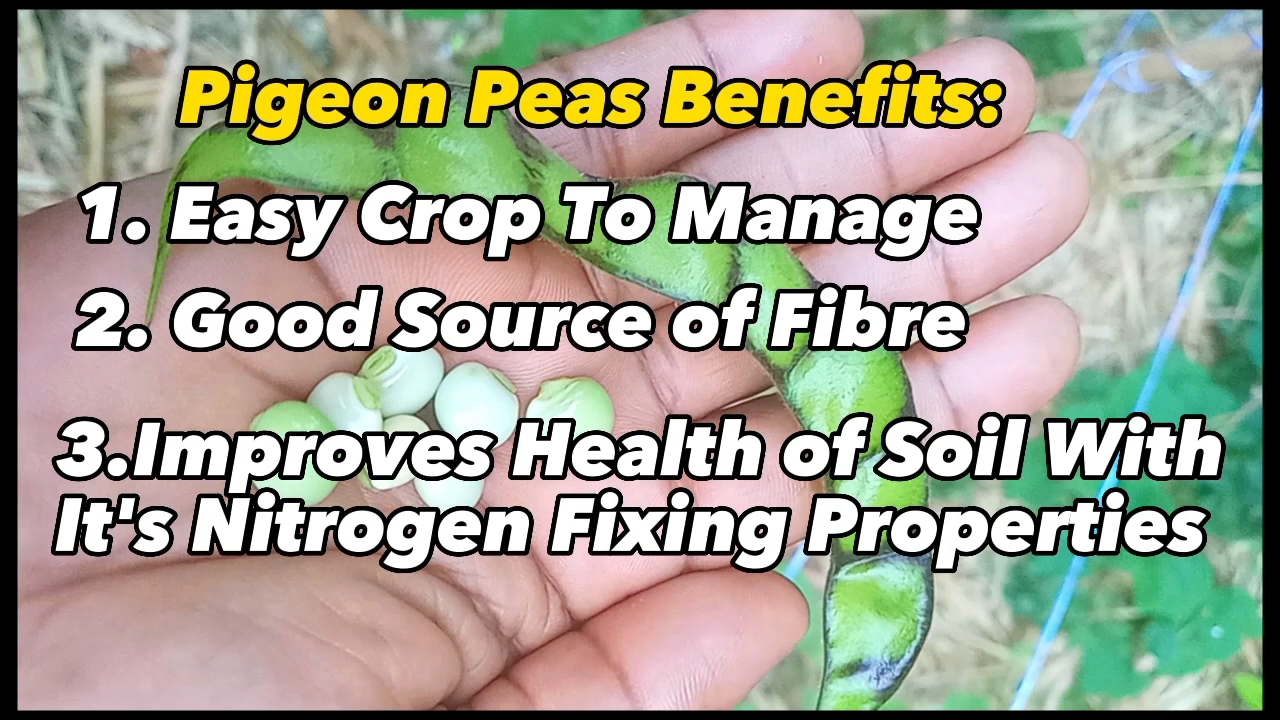 Pigeon Peas Benefits:
1. Easy Crop To Manage
2. Good Source of Fibre
3.Improves Health of Soil With
It's Nitrogen Fixing Properties